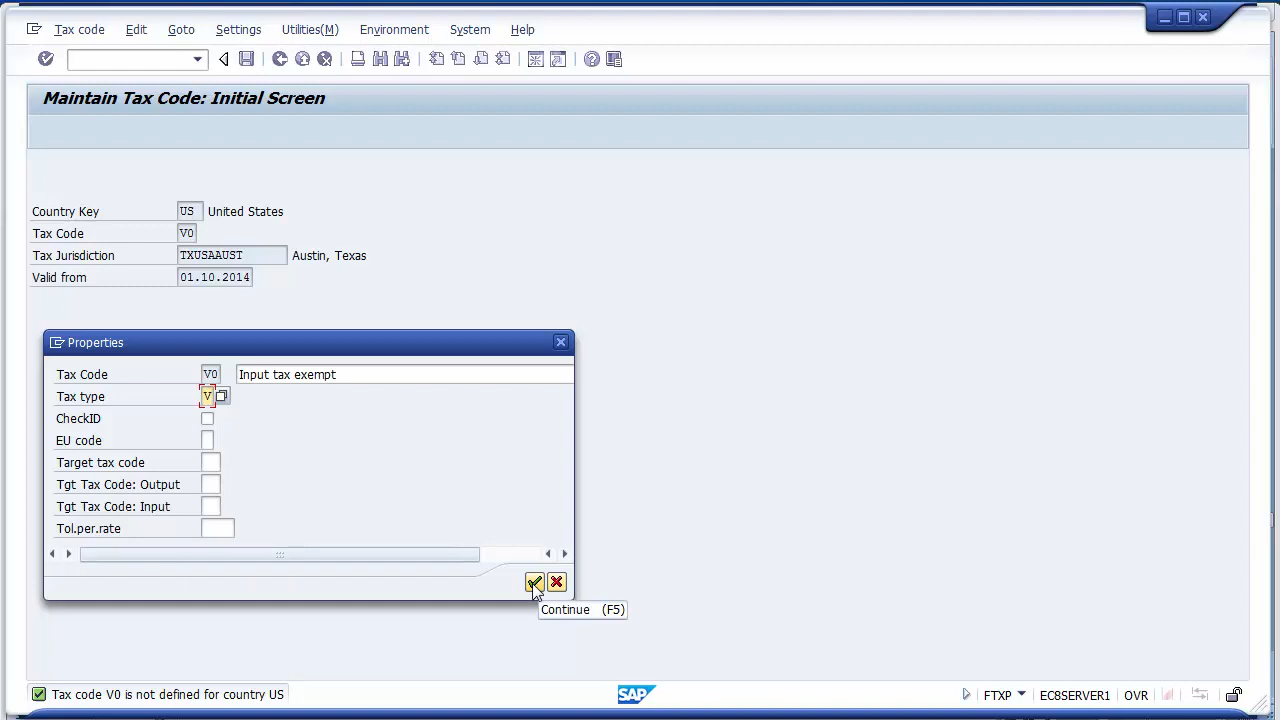 Tax code Edit Goto Settings Utilities(M) Environment System Help
Maintain Tax Code: Initial Screen
Country Key US United States
Tax Code V0
Tax Jurisdiction TXUSAAUST Austin, Texas
Valid from 01.10.2014
Properties
Tax Code V0 Input tax exempt
Tax type V
CheckID
EU code
Target tax code
Tgt Tax Code: Output
Tgt Tax Code: Input
Tol.per.rate
Continue (F5)
Tax code V0 is not defined for country US SAP FTXP EC8SERVER1 OVR